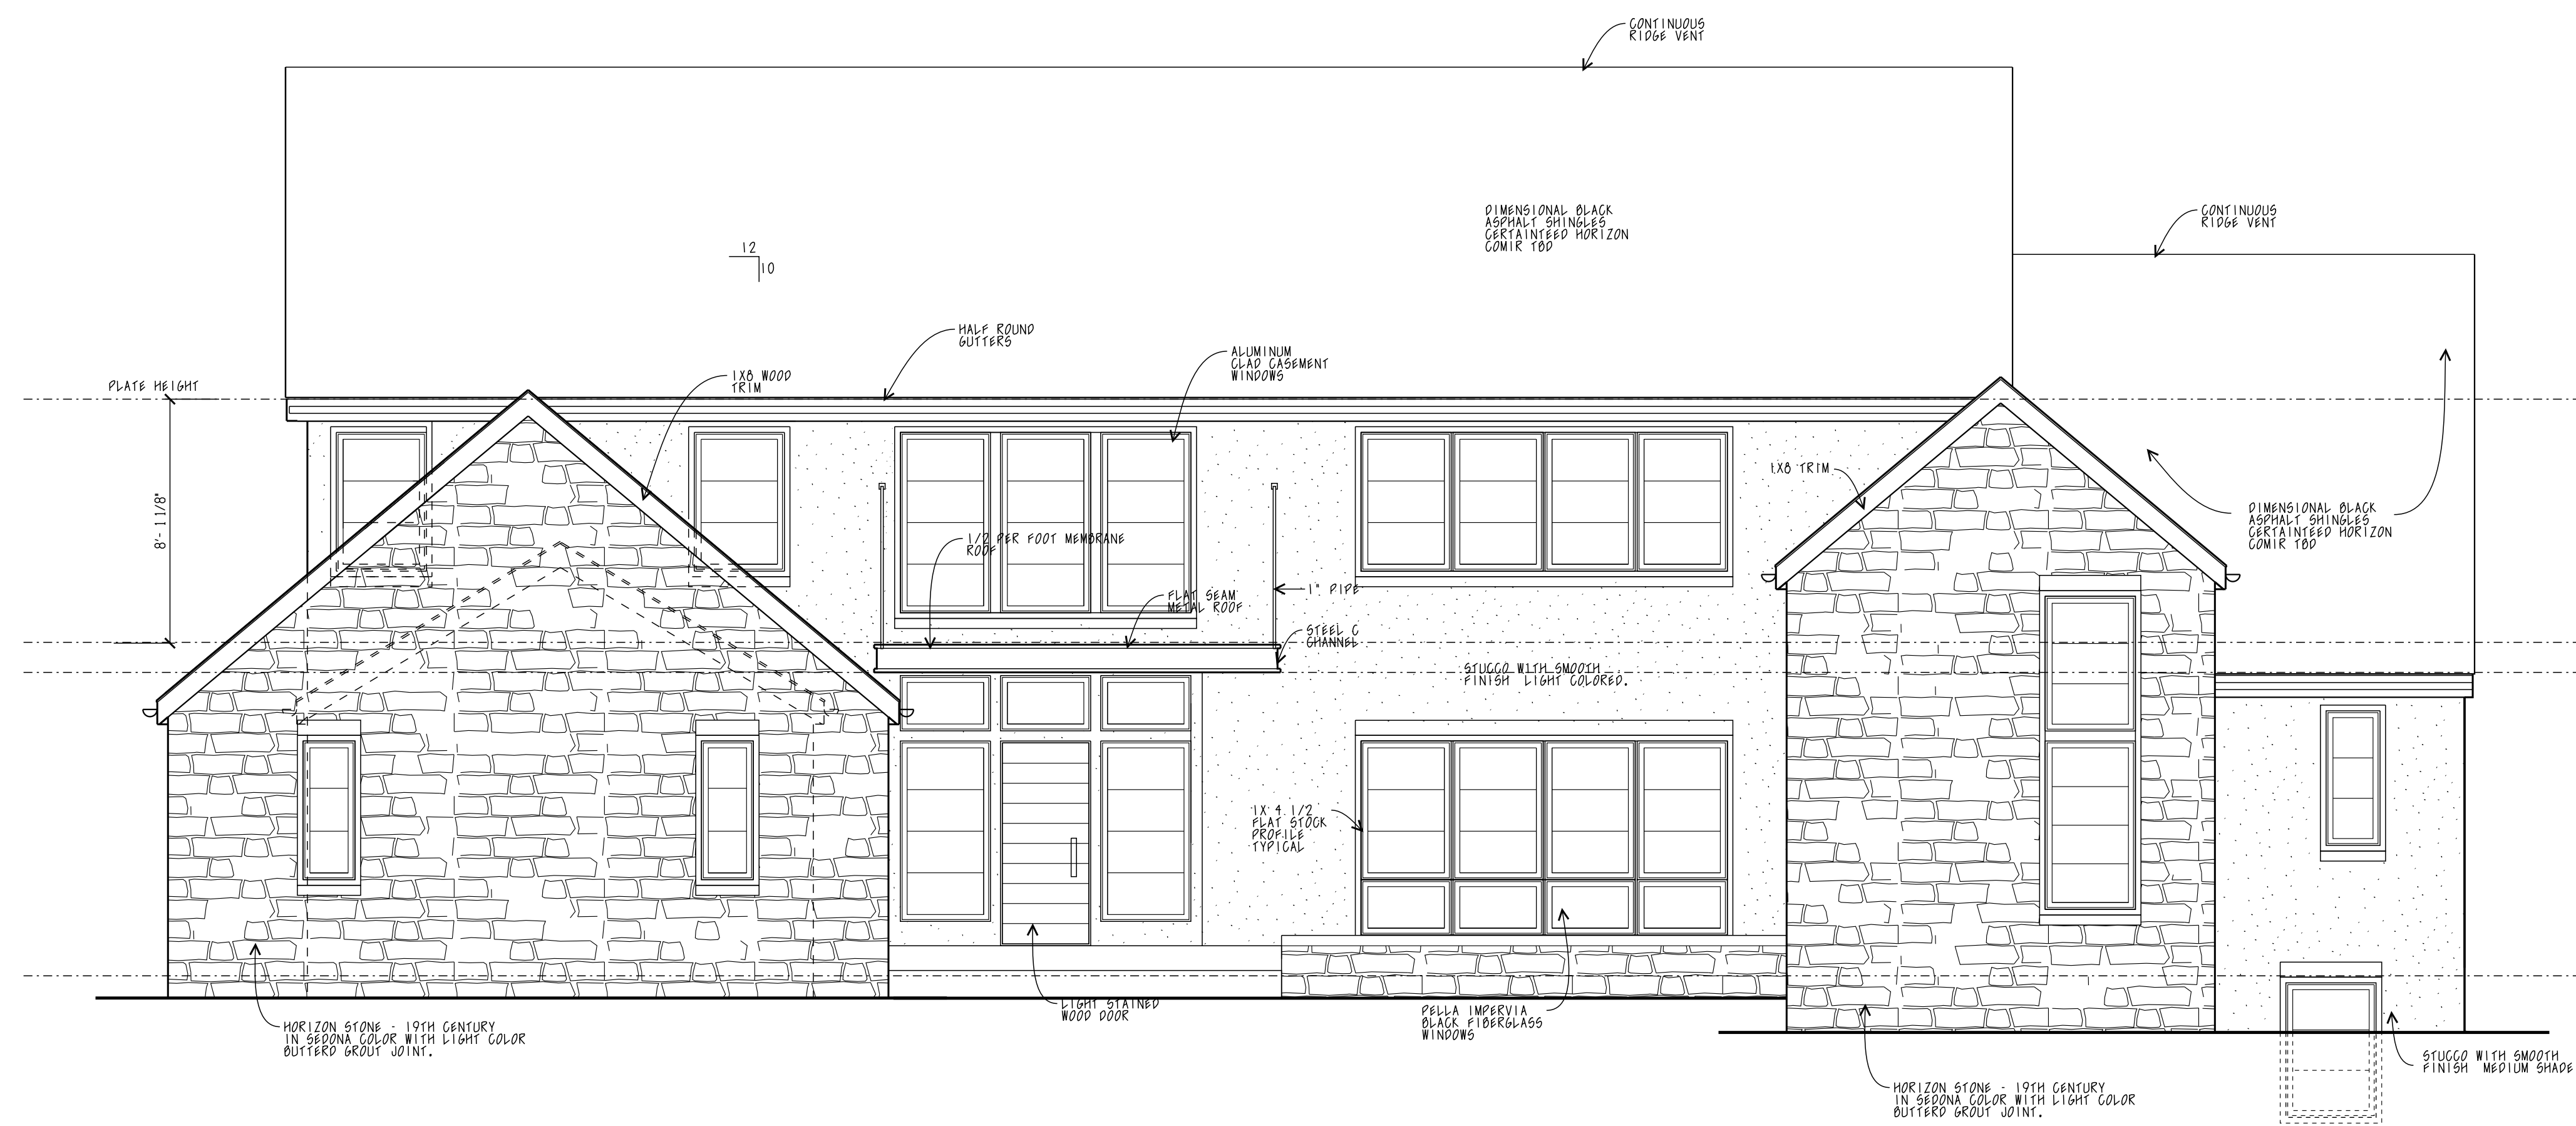 CONTINUOUS
RIDGE VENT
DIMENSIONAL BLACK
ASPHALT SHINGLES
CERTAINTEED HORIZON
COMIR TBD
CONTINUOUS
RIDGE VENT
12
10
HALF ROUND
GUTTERS
ALUMINUM
CLAD CASEMENT
WINDOWS
1X8 WOOD
TRIM
PLATE HEIGHT
8'- 1 1/8"
1X8 TRIM
DIMENSIONAL BLACK
ASPHALT SHINGLES
CERTAINTEED HORIZON
COMIR TBD
1/2 PER FOOT MEMBRANE
ROOF
1" PIPE
FLAT SEAM
METAL ROOF
STEEL C
CHANNEL
STUCCO WITH SMOOTH
FINISH LIGHT COLORED.
1X 4 1/2
FLAT STOCK
PROFILE
TYPICAL
LIGHT STAINED
WOOD DOOR
PELLA IMPERVIA
BLACK FIBERGLASS
WINDOWS
HORIZON STONE - 19TH CENTURY
IN SEDONA COLOR WITH LIGHT COLOR
BUTTERD GROUT JOINT.
STUCCO WITH SMOOTH
FINISH MEDIUM SHADE
HORIZON STONE - 19TH CENTURY
IN SEDONA COLOR WITH LIGHT COLOR
BUTTERD GROUT JOINT.